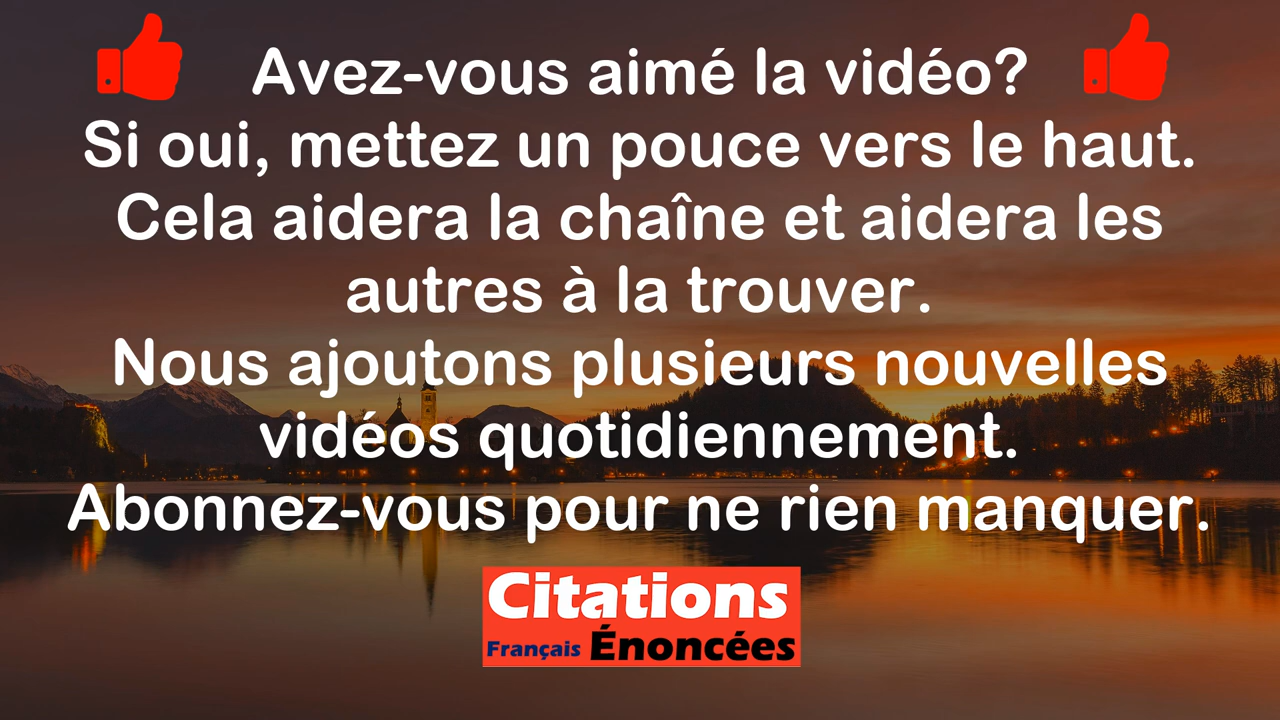 Avez-vous aimé la vidéo?
Si oui, mettez un pouce vers le haut.
Cela aidera la chaîne et aidera les
autres à la trouver.
Nous ajoutons plusieurs nouvelles
vidéos quotidiennement.
Abonnez-vous pour ne rien manquer.
Citations
Français Énoncées